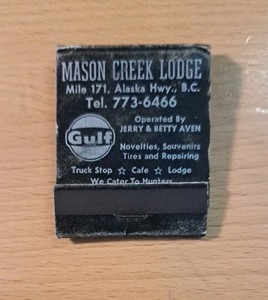 MASON CREEK LODGE
Mile 171, Alaska Hwy., B.C.
Tel. 773-6466
Operated By
JERRY & BETTY AVEN
Gulf
Novelties, Souvenirs
Tires and Repairing
Truck Stop ☆ Cafe ☆ Lodge
We Cater To Hunters